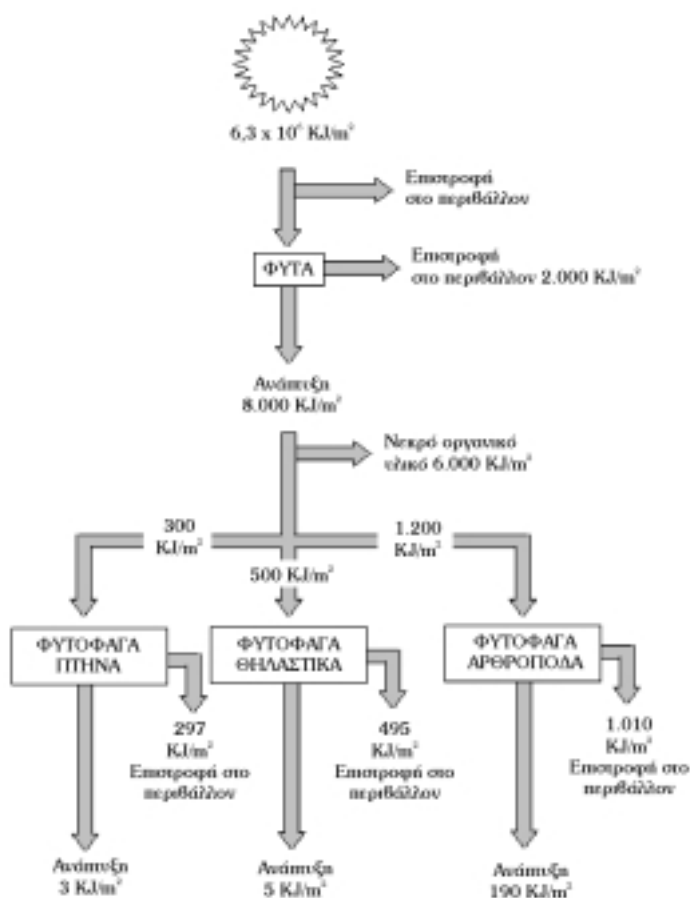 6,3 x 10⁶ KJ/m²
Επιστροφή
στο περιβάλλον
ΦΥΤΑ
Επιστροφή
στο περιβάλλον 2.000 KJ/m²
Ανάπτυξη
8.000 KJ/m²
Νεκρό οργανικό
υλικό 6.000 KJ/m²
300
KJ/m²
500 KJ/m²
1.200
KJ/m²
ΦΥΤΟΦΑΓΑ
ΠΤΗΝΑ
ΦΥΤΟΦΑΓΑ
ΘΗΛΑΣΤΙΚΑ
ΦΥΤΟΦΑΓΑ
ΑΡΘΡΟΠΟΔΑ
297
KJ/m²
Επιστροφή στο
περιβάλλον
495
KJ/m²
Επιστροφή στο
περιβάλλον
1.010
KJ/m²
Επιστροφή στο
περιβάλλον
Ανάπτυξη
3 KJ/m²
Ανάπτυξη
5 KJ/m²
Ανάπτυξη
190 KJ/m²